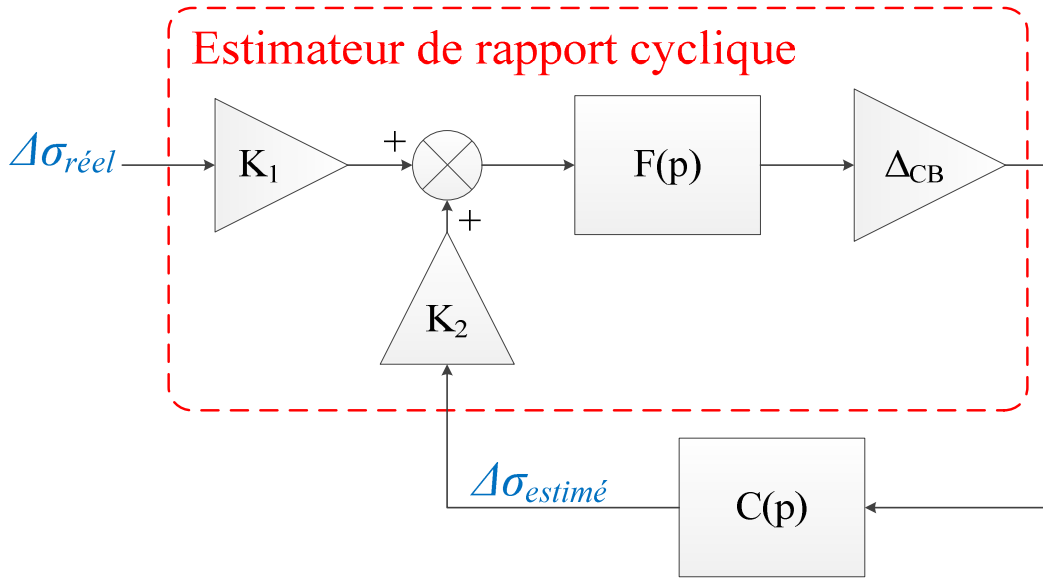 Estimateur de rapport cyclique
Δσréel
K1
+
F(p)
ΔCB
+
K2
Δσestimé
C(p)